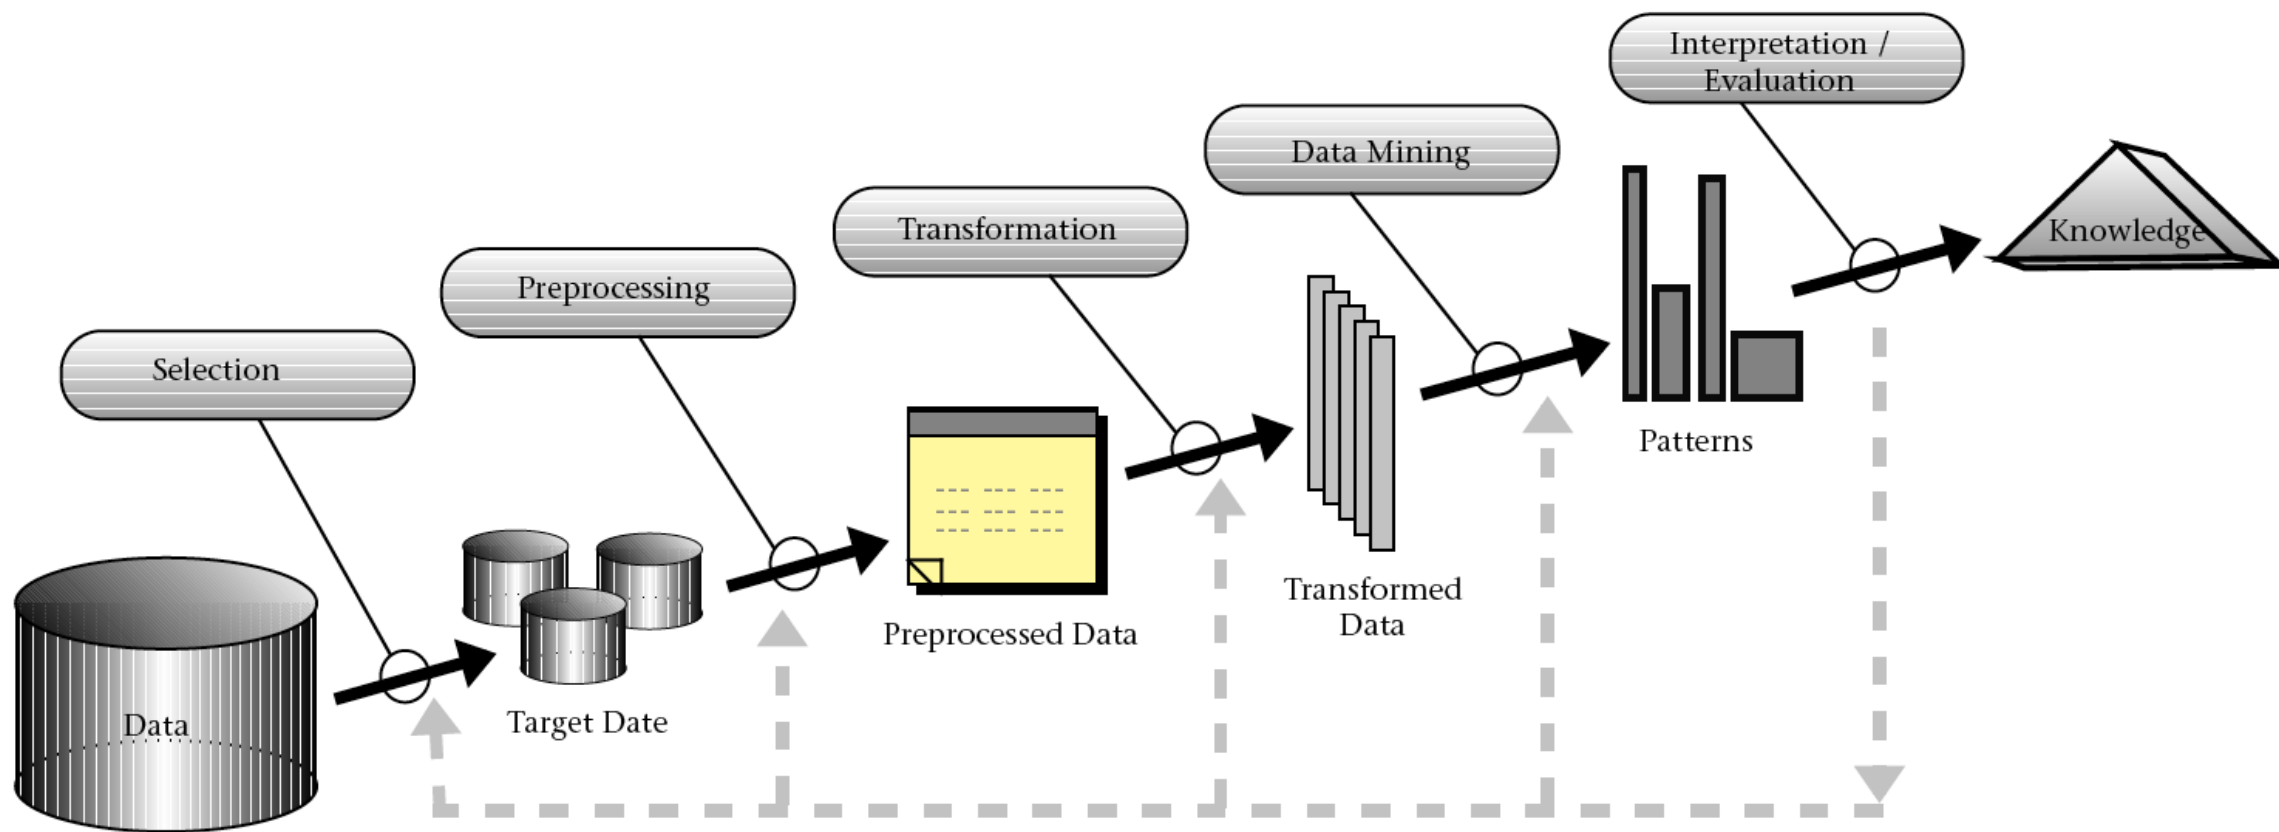 Interpretation /
Evaluation
Data Mining
Transformation
Preprocessing
Selection
Knowledge
Patterns
Transformed
Data
Preprocessed Data
Target Date
Data